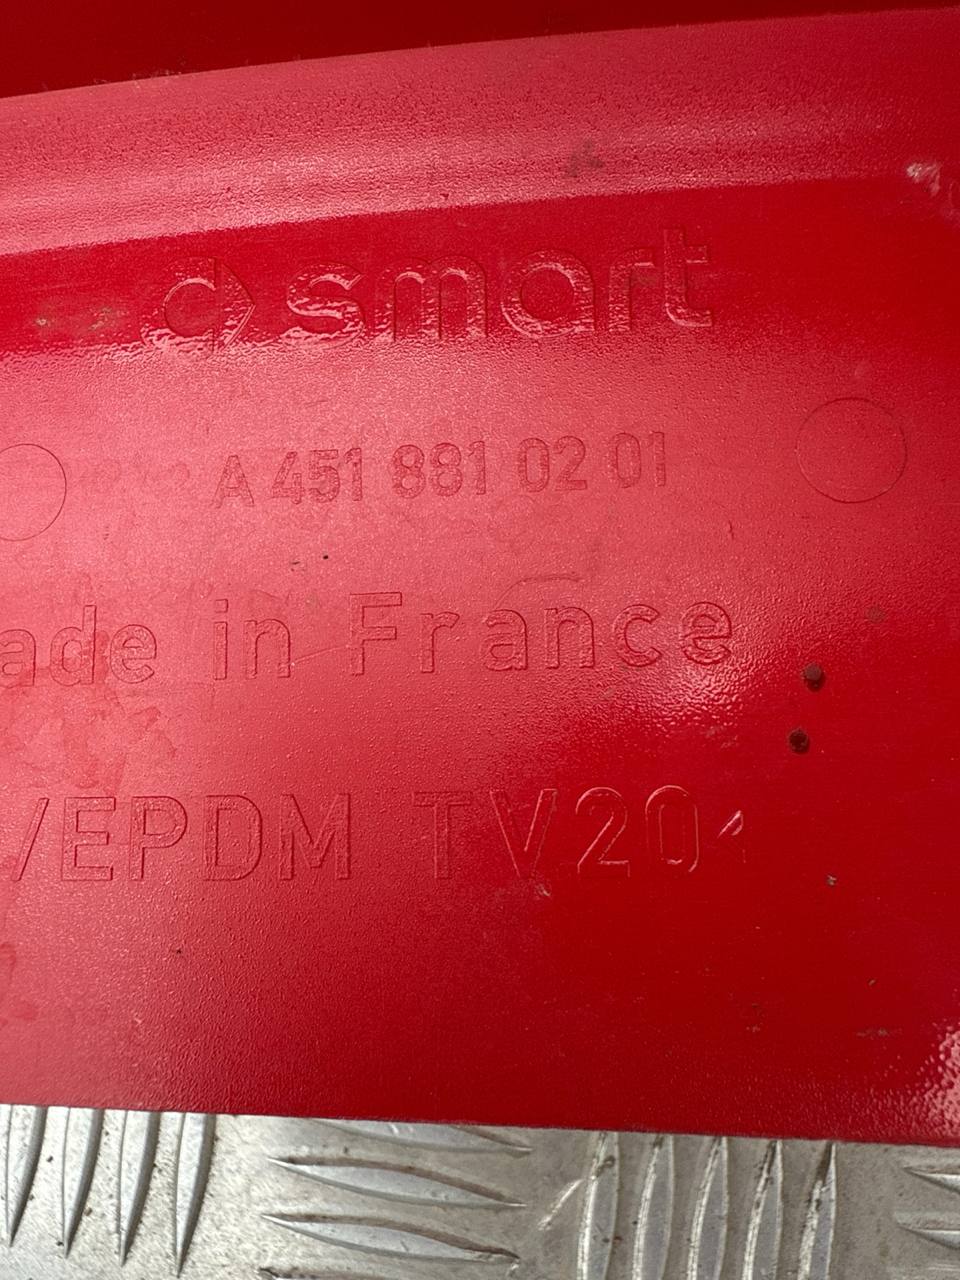 smart
A 451 881 02 01
ade in France
/EPDM TV20